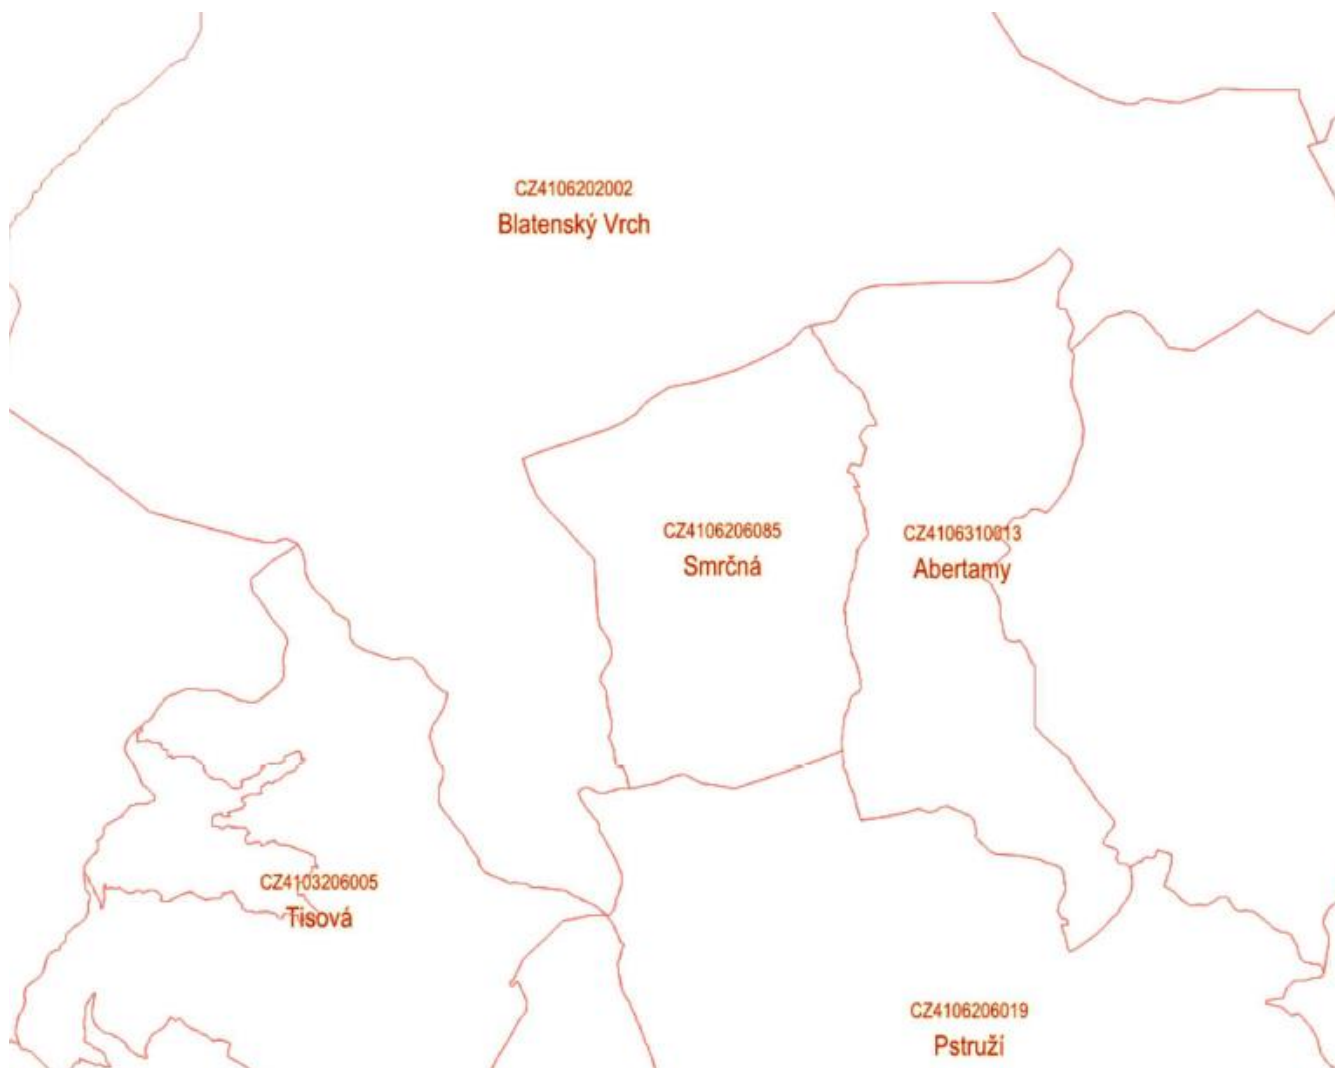 CZ4106202002
Blatenský Vrch
CZ4106206085
Smrčná
CZ4106310013
Abertamy
CZ4103206005
Tisová
CZ4106206019
Pstruží